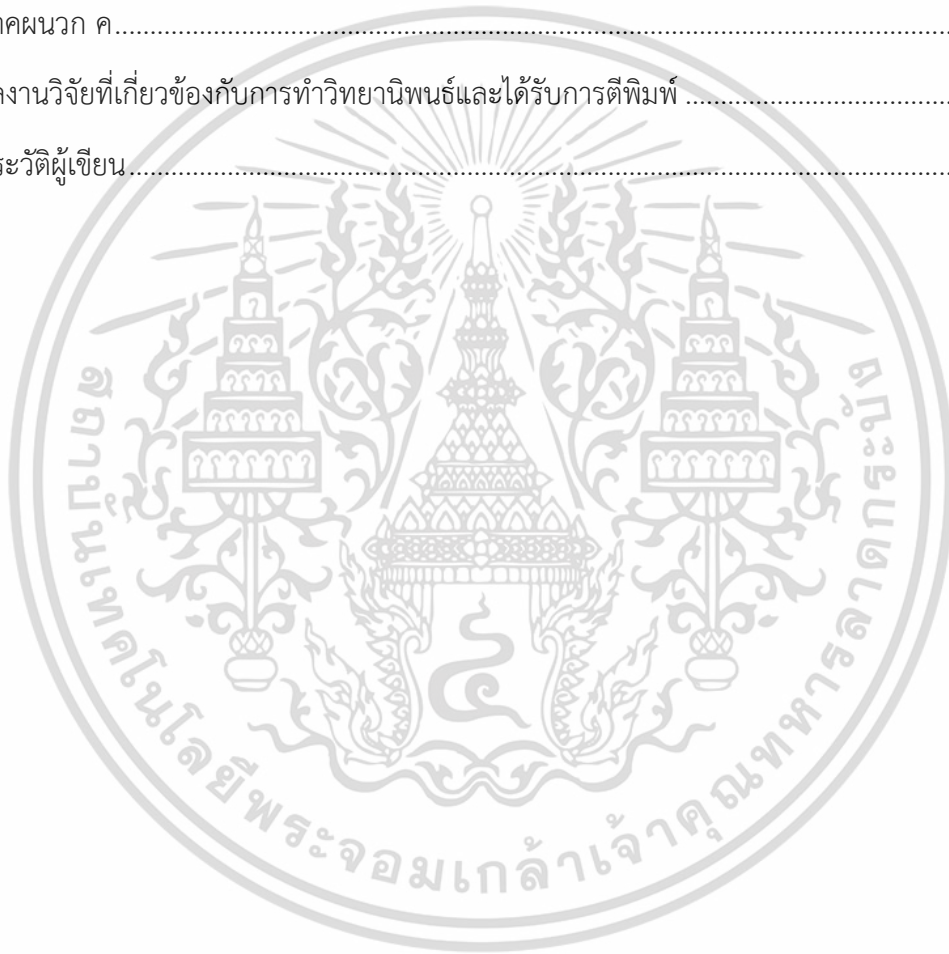 าคผนวก ค
ลงานวิจัยที่เกี่ยวข้องกับการทำวิทยานิพนธ์และได้รับการตีพิมพ์
ระวัติผู้เขียน
สถาบันเทคโนโลยีพระจอมเกล้าเจ้าคุณทหารลาดกระบัง
๔